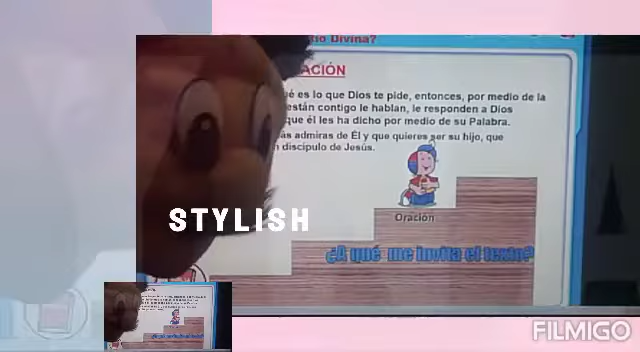 Divina?
ACIÓN
es lo que Dios te pide, entonces, por medio de la
están contigo le hablan, le responden a Dios
que él les ha dicho por medio de su Palabra.
ás admiras de Él y que quieres ser su hijo, que
discípulo de Jesús.
STYLISH
Oración
¿A qué me invita el texto?
FILMIGO